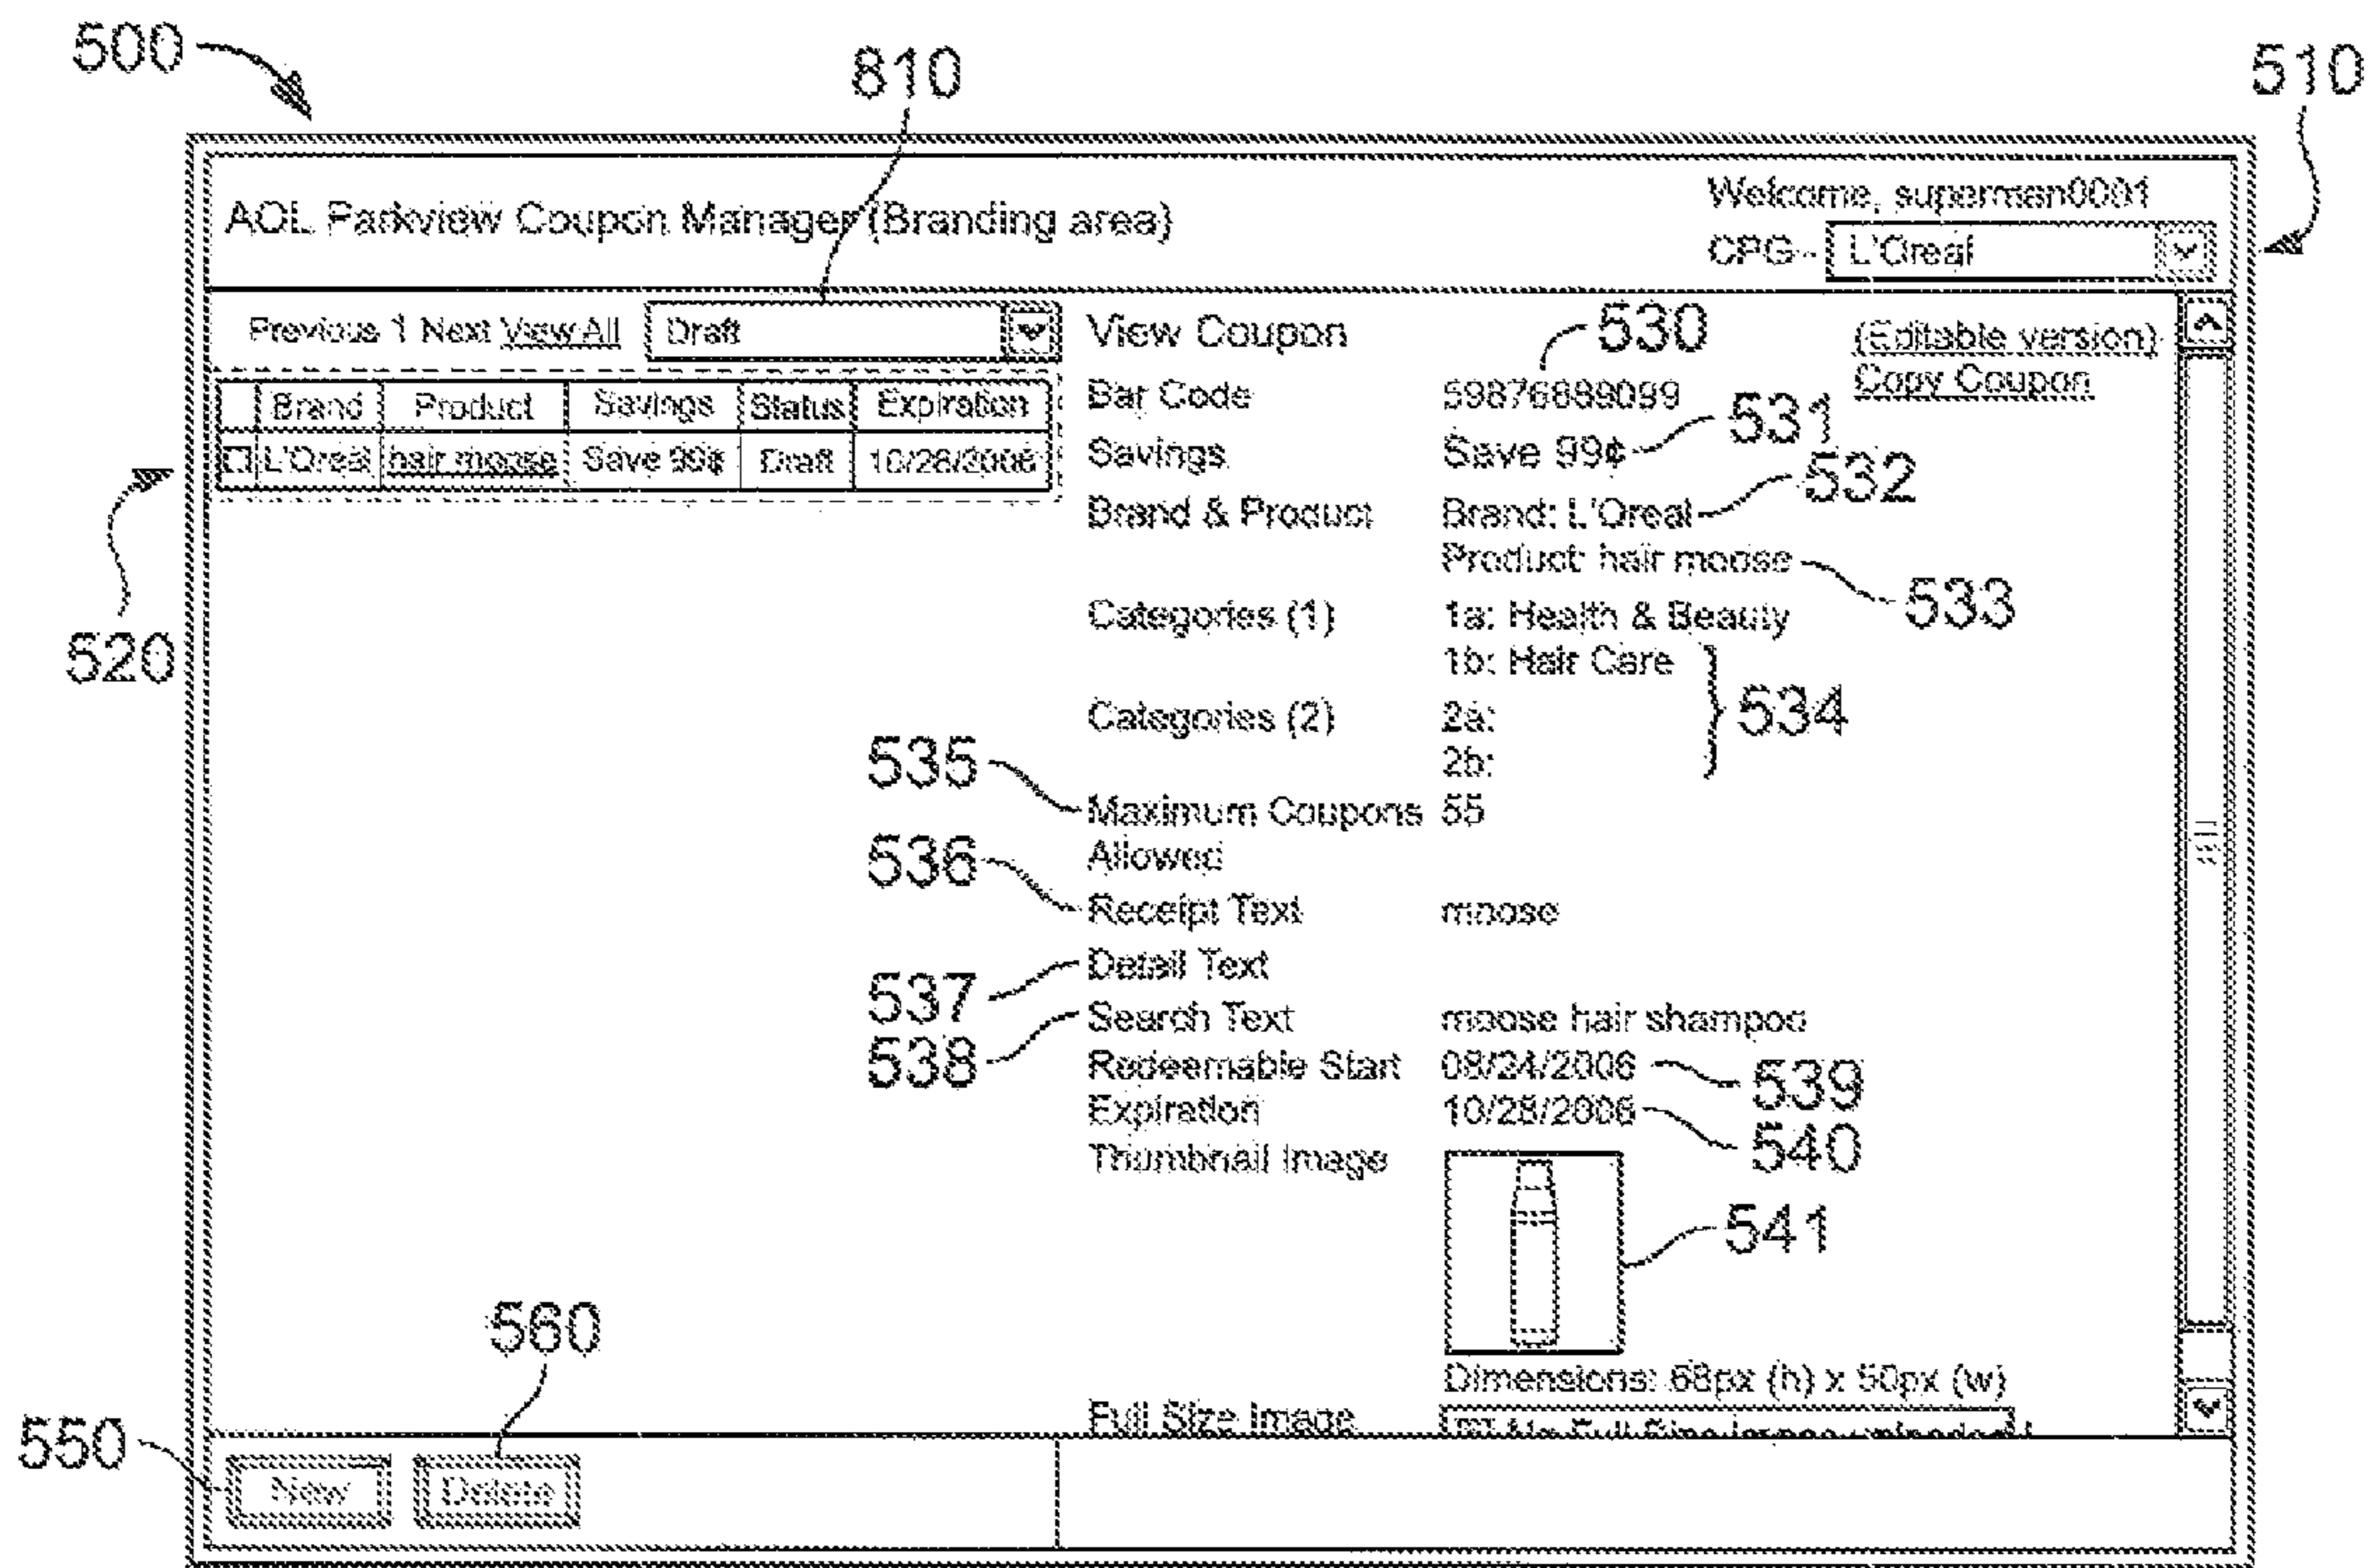 500
810
510
AOL Parkview Coupon Manager (Branding area)
Welcome, superman0001
CPG L'Oreal
Previous 1 Next View All Draft
Brand Product Savings Status Expiration
L'Oreal hair moose Save 99¢ Draft 10/28/2006
520
View Coupon
530
(Editable version)
Copy Coupon
Bar Code 59876889099
531
Savings Save 99¢
532
Brand & Product Brand: L'Oreal
Product: hair moose
533
Categories (1) 1a: Health & Beauty
1b: Hair Care
534
Categories (2) 2a:
2b:
535
Maximum Coupons 55
Allowed
536
Receipt Text moose
537
Detail Text
538
Search Text moose hair shampoo
Redeemable Start 08/24/2006
539
Expiration 10/28/2006
540
Thumbnail Image
541
Dimensions: 68px (h) x 50px (w)
Full Size Image
560
550
New Delete